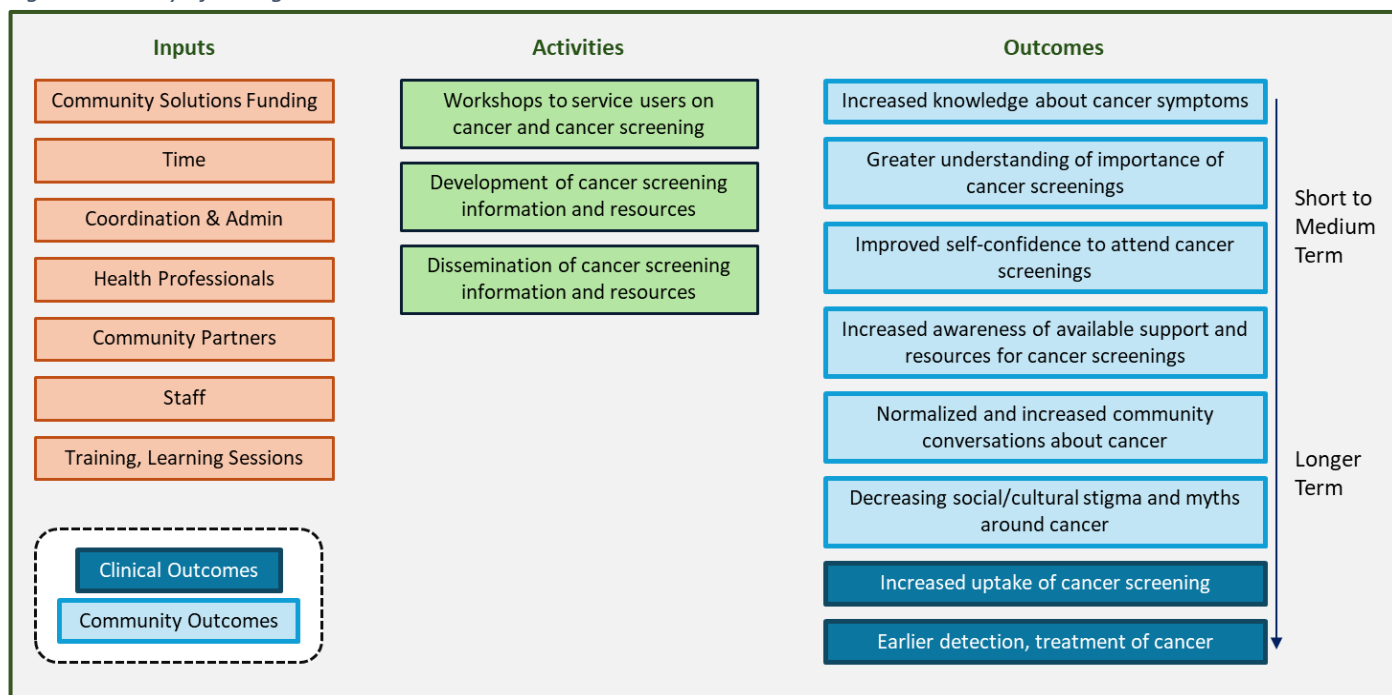 Inputs
Community Solutions Funding
Time
Coordination & Admin
Health Professionals
Community Partners
Staff
Training, Learning Sessions
Clinical Outcomes
Community Outcomes
Activities
Workshops to service users on
cancer and cancer screening
Development of cancer screening
information and resources
Dissemination of cancer screening
information and resources
Outcomes
Increased knowledge about cancer symptoms
Greater understanding of importance of
cancer screenings
Improved self-confidence to attend cancer
screenings
Increased awareness of available support and
resources for cancer screenings
Normalized and increased community
conversations about cancer
Decreasing social/cultural stigma and myths
around cancer
Increased uptake of cancer screening
Earlier detection, treatment of cancer
Short to
Medium
Term
Longer
Term